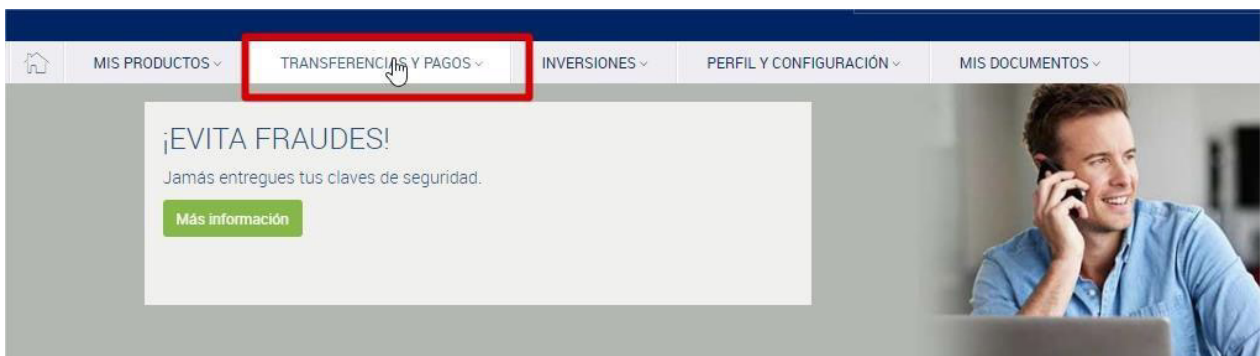 MIS PRODUCTOS TRANSFERENCIAS Y PAGOS INVERSIONES PERFIL Y CONFIGURACIÓN MIS DOCUMENTOS
¡EVITA FRAUDES!
Jamás entregues tus claves de seguridad.
Más información